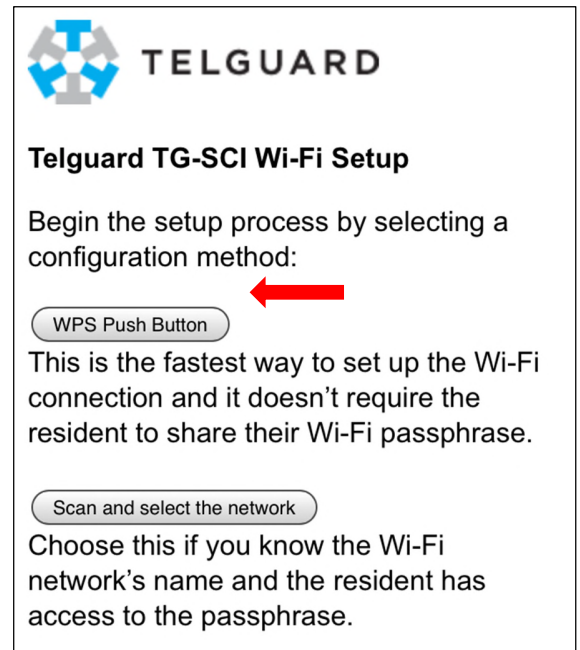 TELGUARD
Telguard TG-SCI Wi-Fi Setup
Begin the setup process by selecting a
configuration method:
WPS Push Button
This is the fastest way to set up the Wi-Fi
connection and it doesn’t require the
resident to share their Wi-Fi passphrase.
Scan and select the network
Choose this if you know the Wi-Fi
network’s name and the resident has
access to the passphrase.